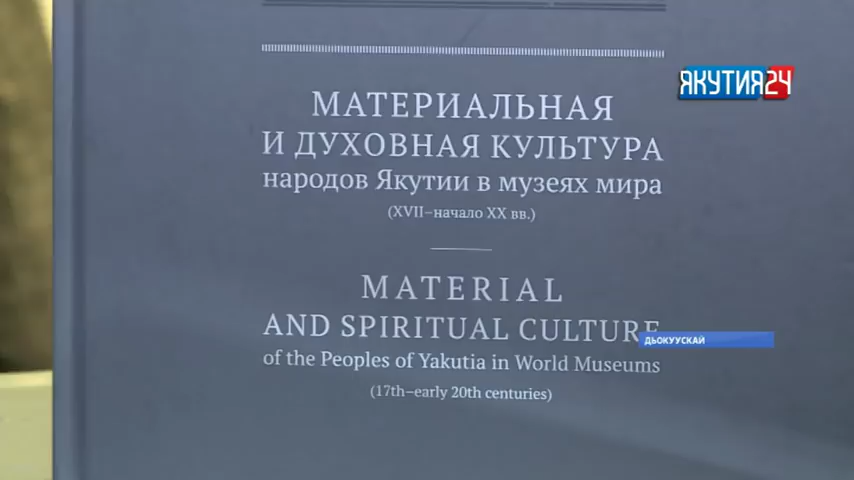 ЯКУТИЯ24
МАТЕРИАЛЬНАЯ
И ДУХОВНАЯ КУЛЬТУРА
народов Якутии в музеях мира
(XVII–начало XX вв.)
MATERIAL
AND SPIRITUAL CULTURE
ДЬОКУУСКАЙ
of the Peoples of Yakutia in World Museums
(17th–early 20th centuries)